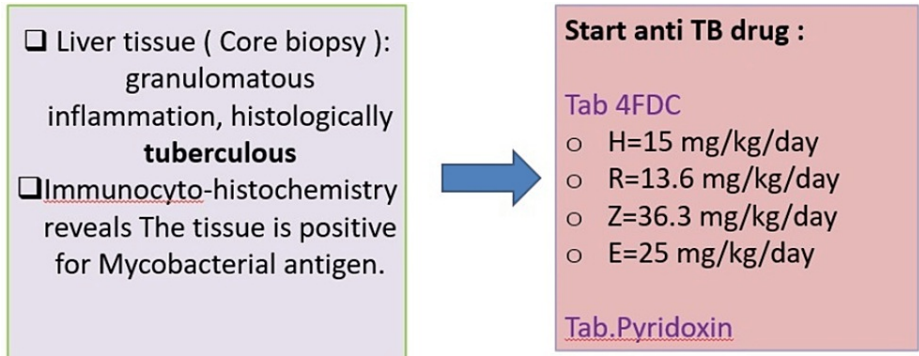 ❑ Liver tissue ( Core biopsy ):
granulomatous
inflammation, histologically
tuberculous
❑Immunocyto-histochemistry
reveals The tissue is positive
for Mycobacterial antigen.
Start anti TB drug :
Tab 4FDC
o H=15 mg/kg/day
o R=13.6 mg/kg/day
o Z=36.3 mg/kg/day
o E=25 mg/kg/day
Tab.Pyridoxin